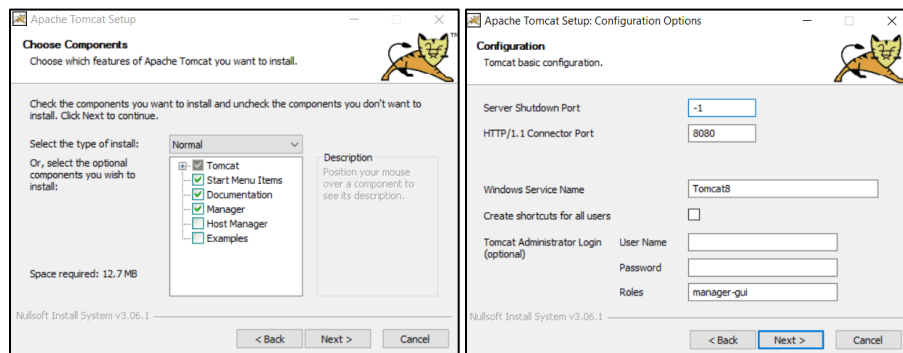 Apache Tomcat Setup
Choose Components
Choose which features of Apache Tomcat you want to install.
TM
Check the components you want to install and uncheck the components you don't want to
install. Click Next to continue.
Select the type of install:
Normal
Or, select the optional
components you wish to
install:
Tomcat
Start Menu Items
Documentation
Manager
Host Manager
Examples
Description
Position your mouse
over a component to
see its description.
Space required: 12.7 MB
Nullsoft Install System v3.06.1
< Back
Next >
Cancel
Apache Tomcat Setup: Configuration Options
Configuration
Tomcat basic configuration.
Server Shutdown Port
-1
HTTP/1.1 Connector Port
8080
Windows Service Name
Tomcat8
Create shortcuts for all users
Tomcat Administrator Login
(optional)
User Name
Password
Roles
manager-gui
Nullsoft Install System v3.06.1
< Back
Next >
Cancel